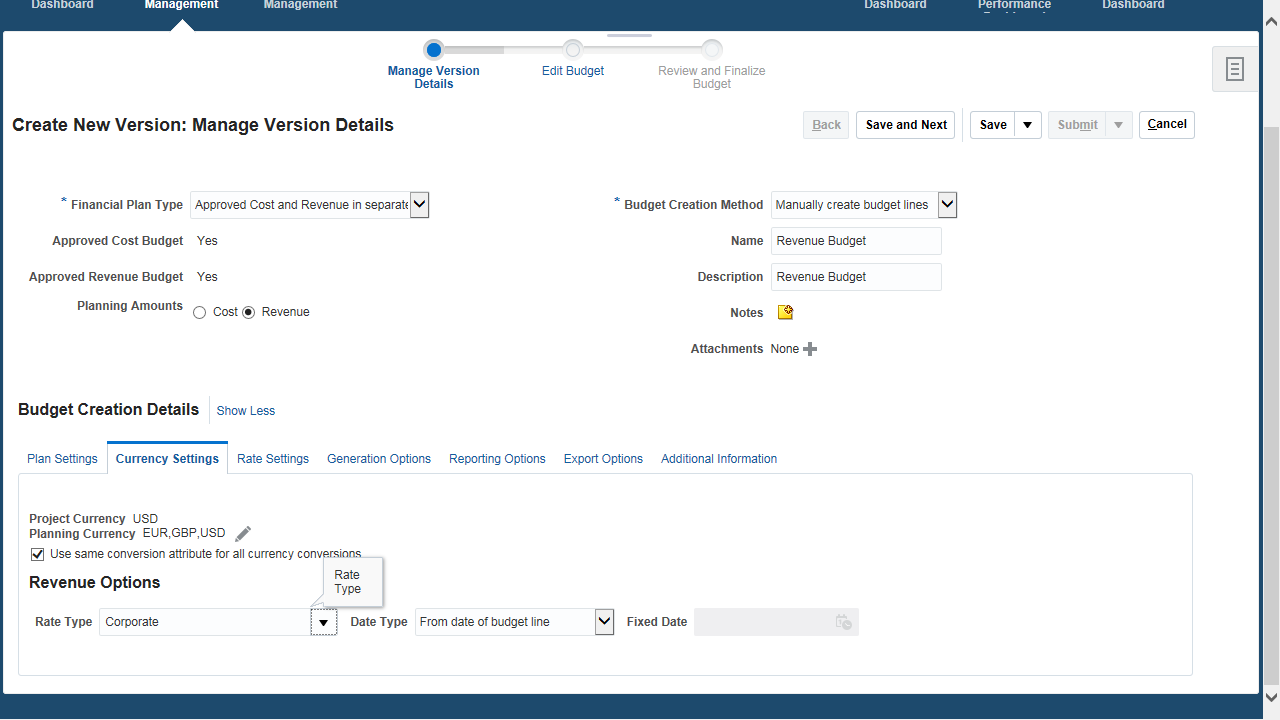 Dashboard Management Management Dashboard Performance Dashboard
Manage Version Details
Edit Budget
Review and Finalize Budget
Create New Version: Manage Version Details
Back Save and Next Save Submit Cancel
* Financial Plan Type Approved Cost and Revenue in separate
* Budget Creation Method Manually create budget lines
Approved Cost Budget Yes
Name Revenue Budget
Approved Revenue Budget Yes
Description Revenue Budget
Planning Amounts Cost Revenue
Notes
Attachments None
Budget Creation Details Show Less
Plan Settings Currency Settings Rate Settings Generation Options Reporting Options Export Options Additional Information
Project Currency USD
Planning Currency EUR,GBP,USD
Use same conversion attribute for all currency conversions
Rate
Type
Revenue Options
Rate Type Corporate Date Type From date of budget line Fixed Date